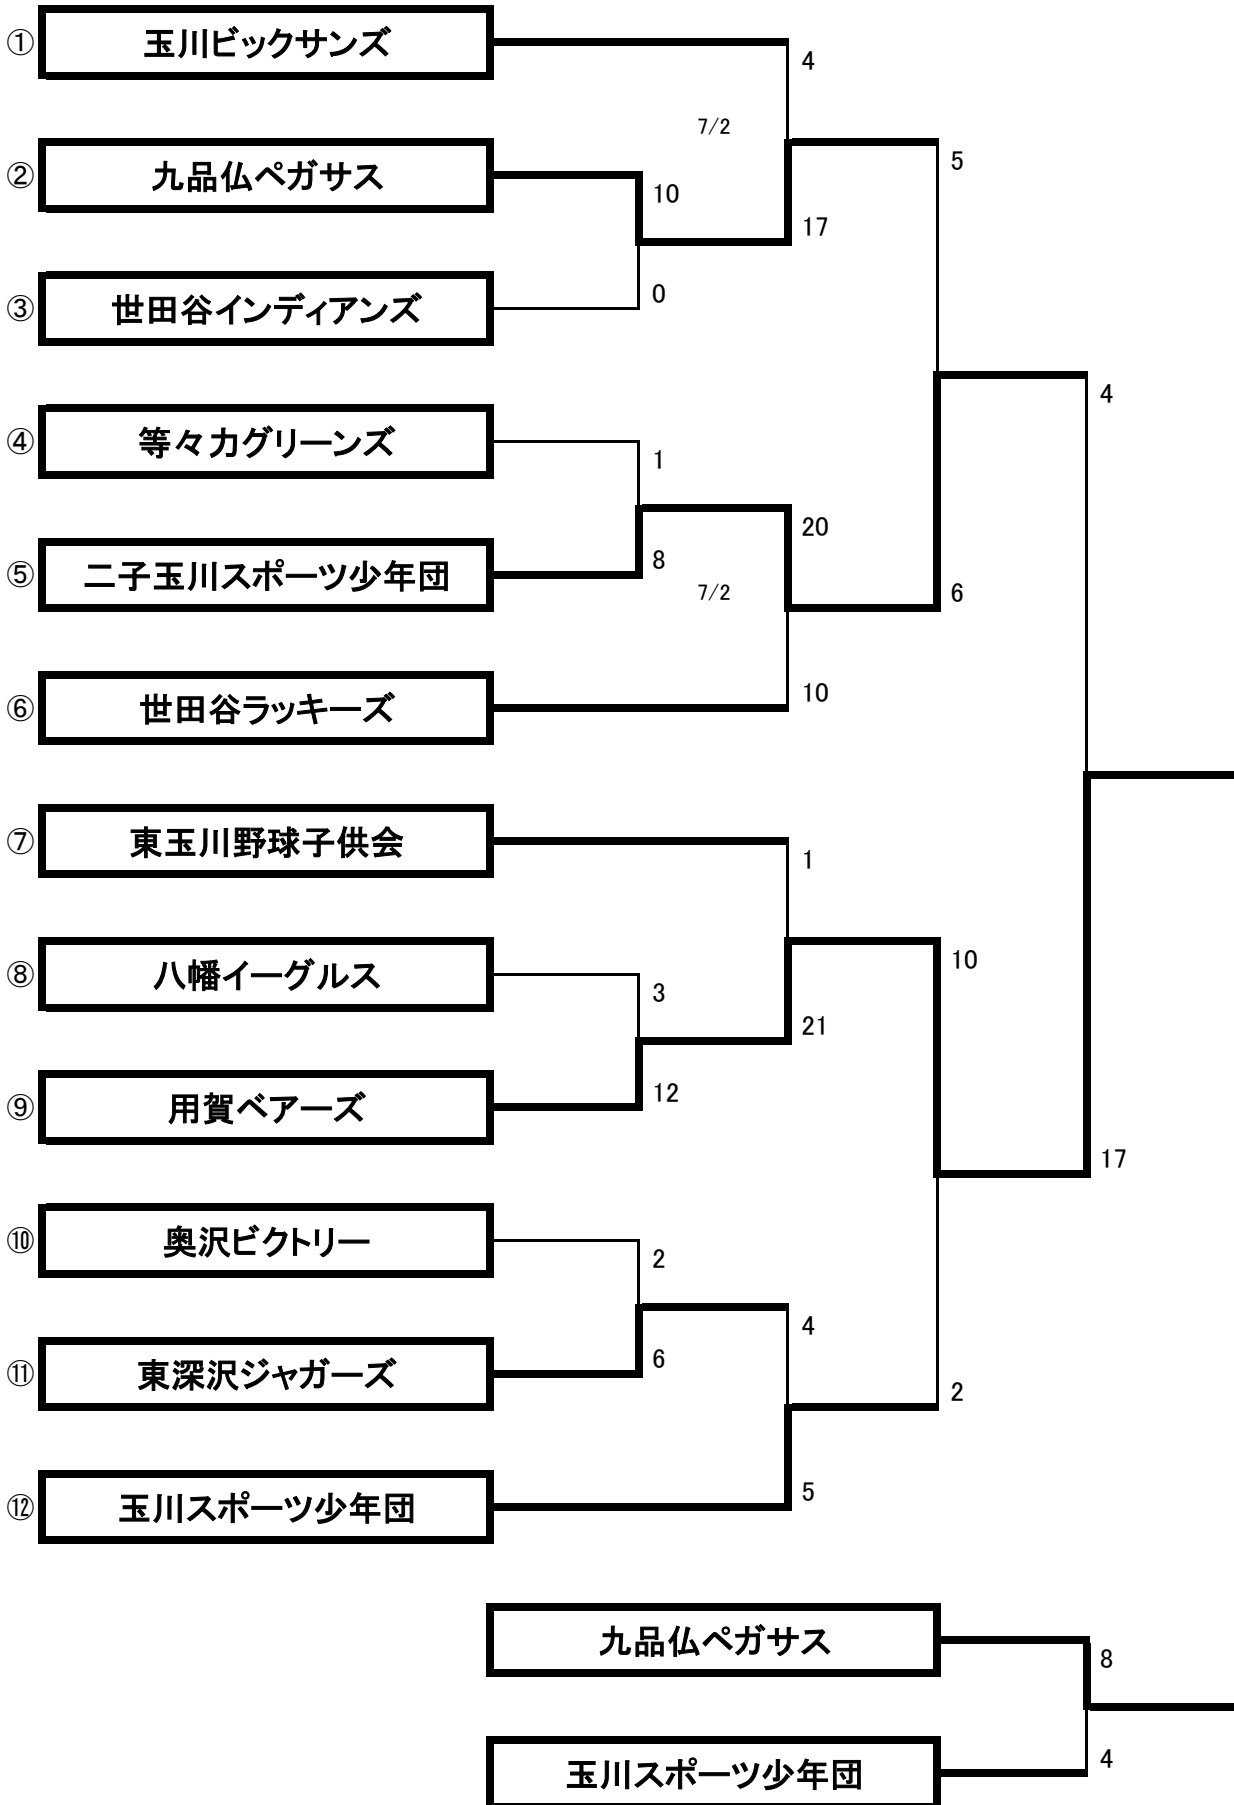 ① 玉川ビックサンズ
4
7/2
5
② 九品仏ペガサス
10
17
③ 世田谷インディアンズ
0
4
④ 等々力グリーンズ
1
20
⑤ 二子玉川スポーツ少年団
8
7/2
6
⑥ 世田谷ラッキーズ
10
⑦ 東玉川野球子供会
1
10
⑧ 八幡イーグルス
3
21
⑨ 用賀ベアーズ
12
17
⑩ 奥沢ビクトリー
2
4
⑪ 東深沢ジャガーズ
6
2
⑫ 玉川スポーツ少年団
5
九品仏ペガサス
8
玉川スポーツ少年団
4